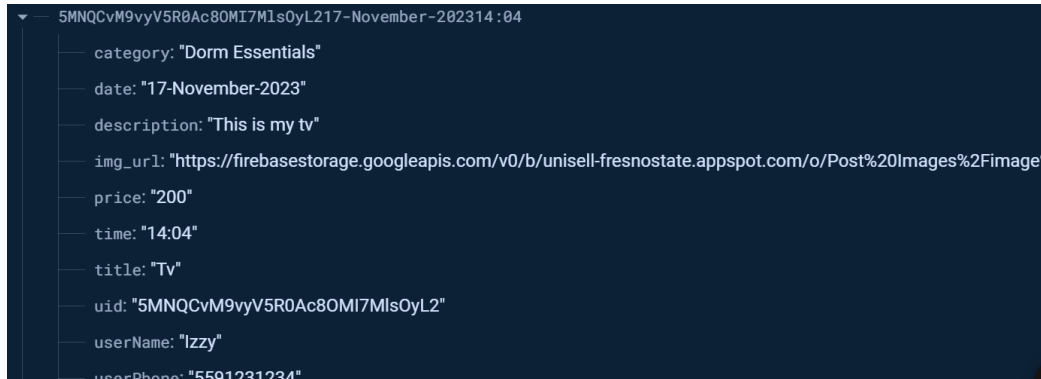 5MNQCvM9vyV5R0Ac8OMI7MlsOyL217-November-202314:04
category: "Dorm Essentials"
date: "17-November-2023"
description: "This is my tv"
img_url: "https://firebasestorage.googleapis.com/v0/b/unisell-fresnostate.appspot.com/o/Post%20Images%2Fimage
price: "200"
time: "14:04"
title: "Tv"
uid: "5MNQCvM9vyV5R0Ac8OMI7MlsOyL2"
userName: "Izzy"
userPhone: "5591231234"